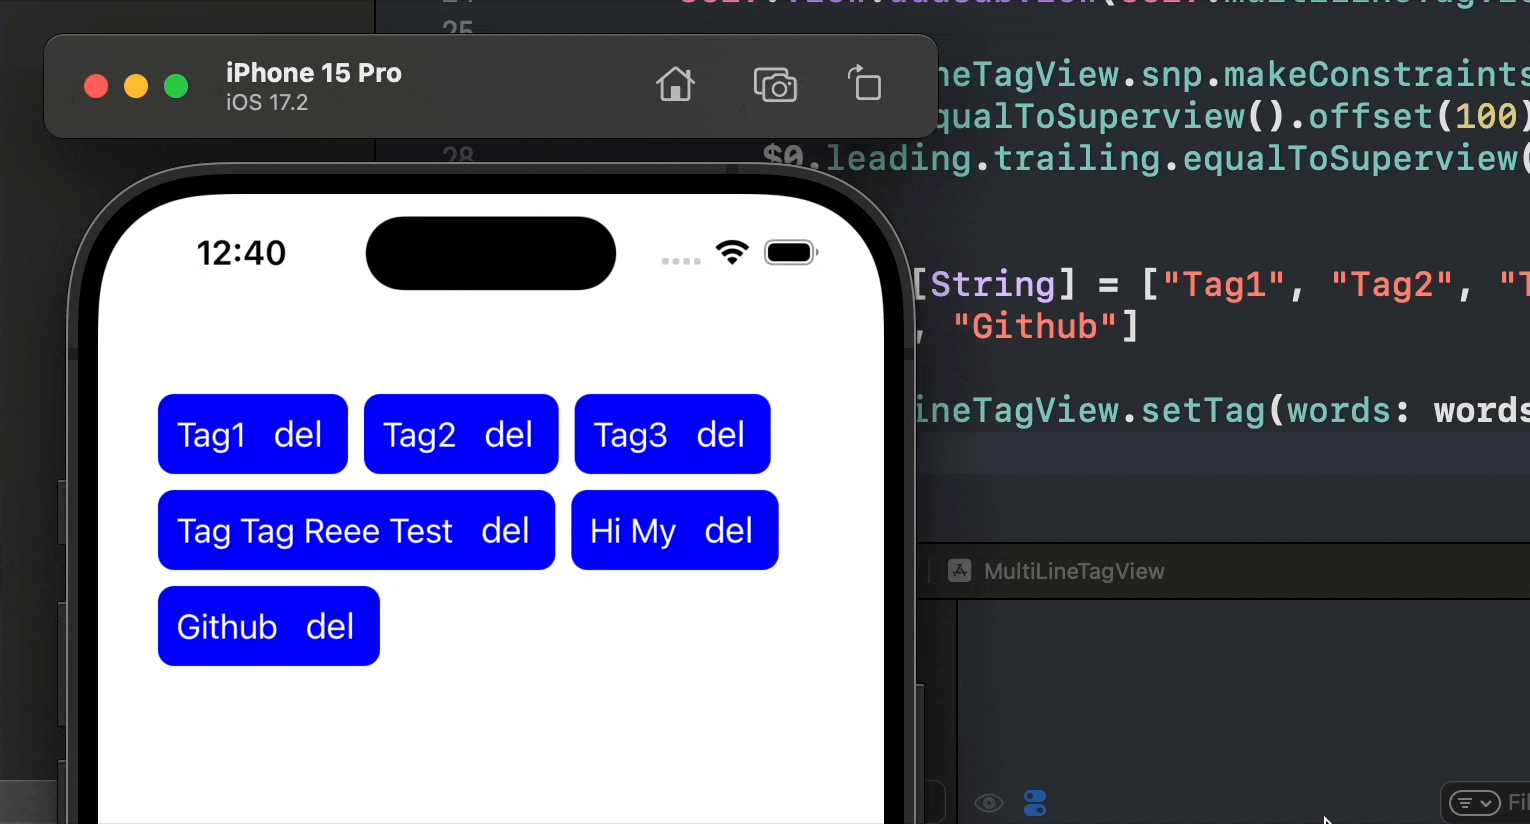 25
iPhone 15 Pro
iOS 17.2
neTagView.snp.makeConstraints
qualToSuperview().offset(100)
28
$0.leading.trailing.equalToSuperview(
12:40
[String] = ["Tag1", "Tag2", "T
, "Github"]
Tag1 del
Tag2 del
Tag3 del
ineTagView.setTag(words: words
Tag Tag Reee Test del
Hi My del
MultiLineTagView
Github del
Fil